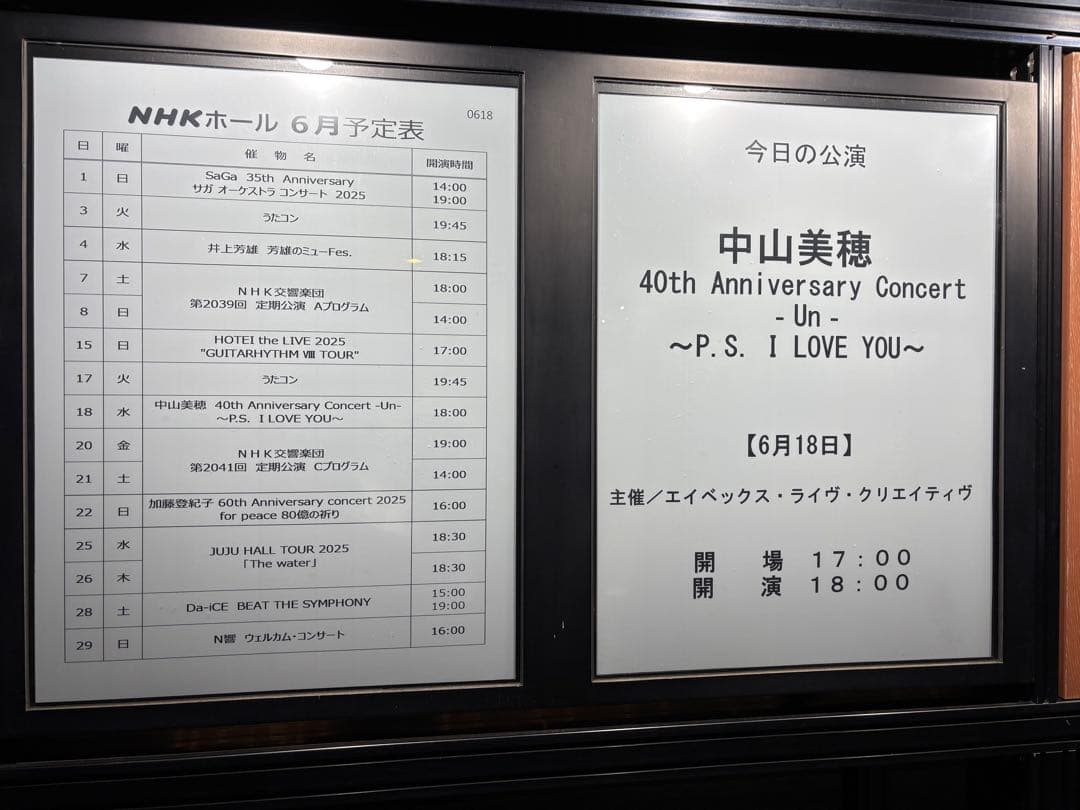 NHKホール 6月予定表
0618
日 曜 催 物 名 開演時間
1 日 SaGa 35th Anniversary 14:00
サガ オーケストラ コンサート 2025 19:00
3 火 うたコン 19:45
4 水 井上芳雄 芳雄のミューFes. 18:15
7 土 NHK交響楽団 18:00
8 日 第2039回 定期公演 Aプログラム 14:00
15 日 HOTEI the LIVE 2025 17:00
"GUITARHYTHM Ⅷ TOUR"
17 火 うたコン 19:45
18 水 中山美穂 40th Anniversary Concert -Un- 18:00
～P.S. I LOVE YOU～
20 金 NHK交響楽団 19:00
21 土 第2041回 定期公演 Cプログラム 14:00
22 日 加藤登紀子 60th Anniversary concert 2025 16:00
for peace 80億の祈り
25 水 JUJU HALL TOUR 2025 18:30
26 木 「The water」 18:30
28 土 Da-iCE BEAT THE SYMPHONY 15:00
19:00
29 日 N響 ウェルカム・コンサート 16:00
今日の公演
中山美穂
40th Anniversary Concert
- Un -
～P.S. I LOVE YOU～
【6月18日】
主催／エイベックス・ライヴ・クリエイティヴ
開 場 17：00
開 演 18：00